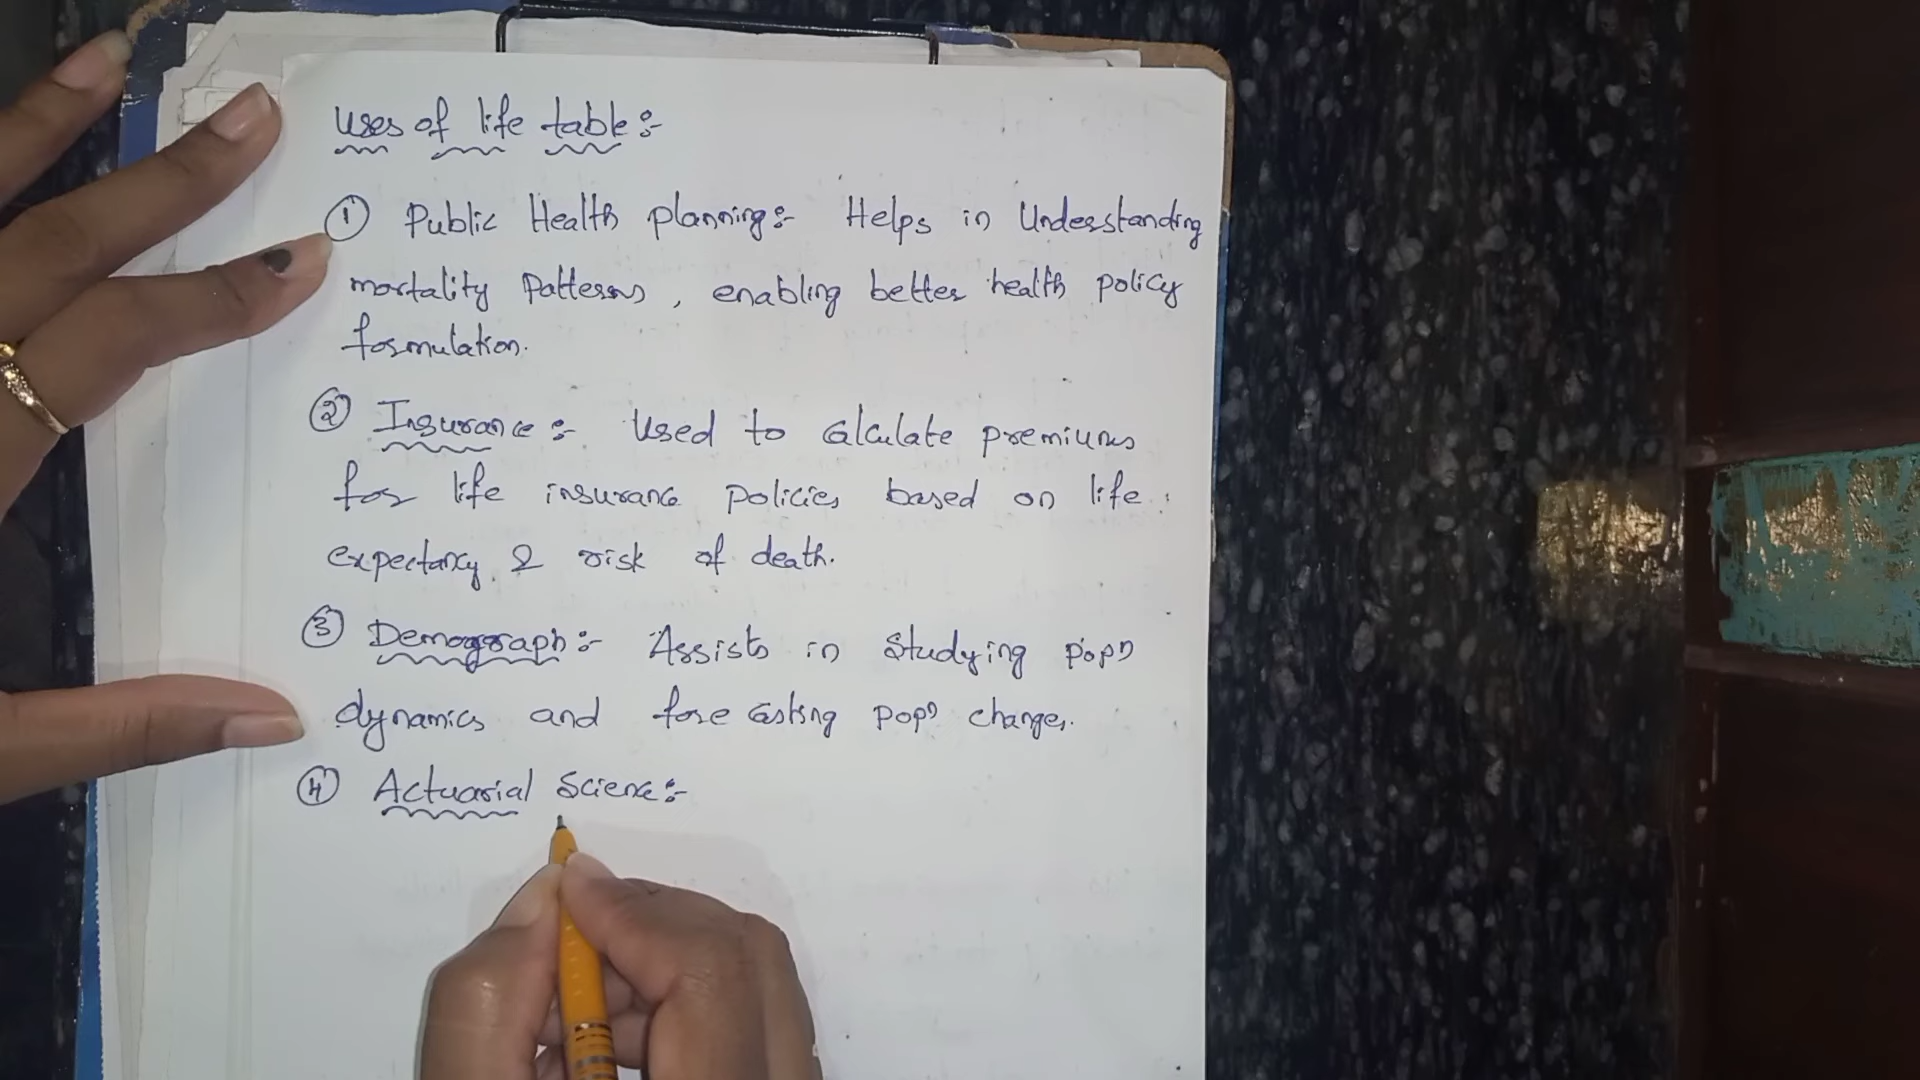 Uses of life table:-
① Public Health planning:- Helps in Understanding
mortality Patterns, enabling better health policy
formulation.
② Insurance:- Used to calculate premiums
for life insurance policies based on life
expectancy & risk of death.
③ Demograph:- Assists in studying popn
dynamics and forecasting popn changes.
④ Actuarial Science:-